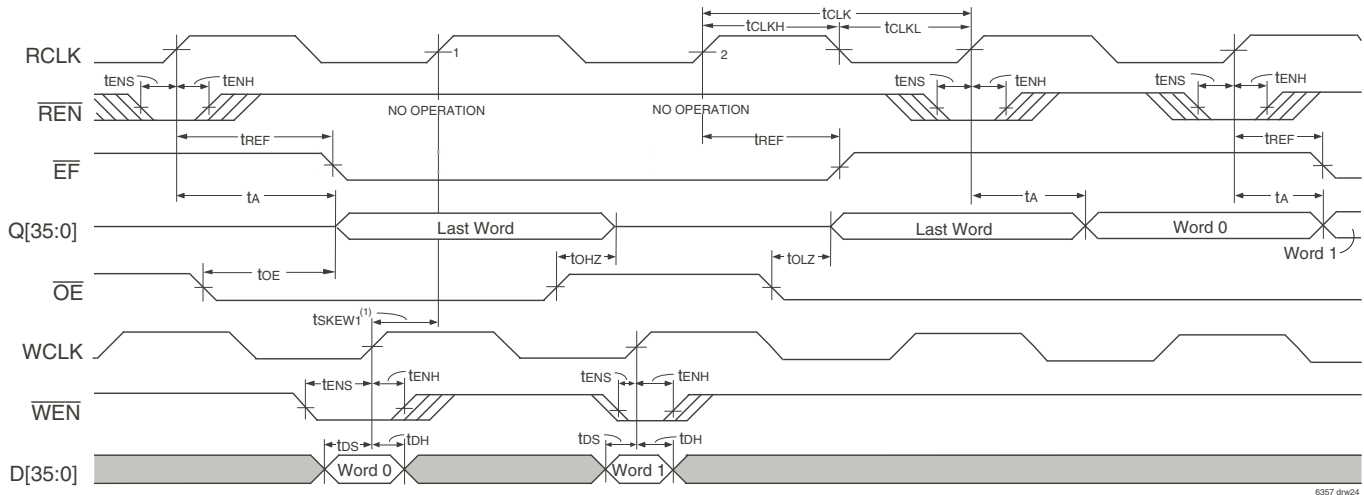 tCLK
tCLKH tCLKL
RCLK 1 2
tENS tENH tENS tENH tENS tENH
REN NO OPERATION NO OPERATION
tREF tREF tREF
EF
tA tA tA
Q[35:0] Last Word Last Word Word 0 Word 1
tOE tOHZ tOLZ
OE
tSKEW1(1)
WCLK
tENS tENH tENS tENH
WEN
tDS tDH tDS tDH
D[35:0] Word 0 Word 1
6357 drw24